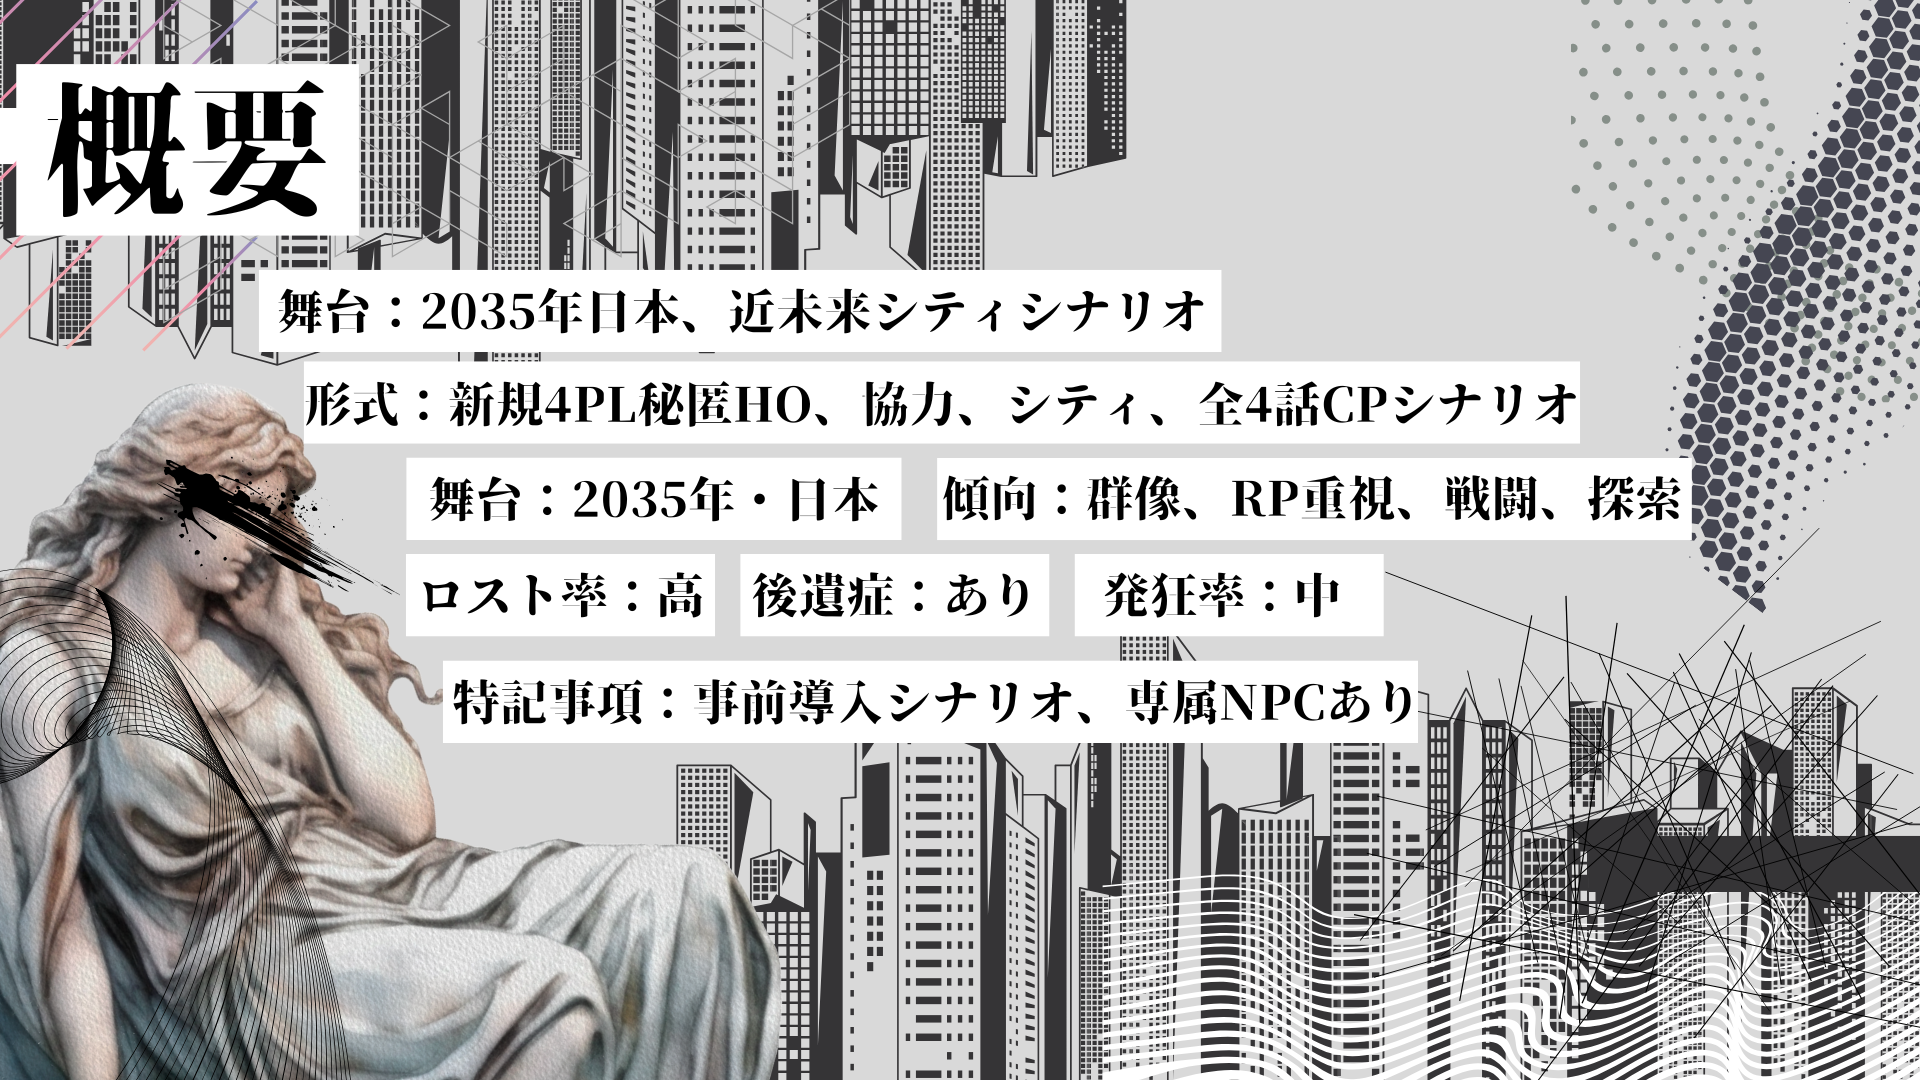 概要
舞台：2035年日本、近未来シティシナリオ
形式：新規4PL秘匿HO、協力、シティ、全4話CPシナリオ
舞台：2035年・日本
傾向：群像、RP重視、戦闘、探索
ロスト率：高
後遺症：あり
発狂率：中
特記事項：事前導入シナリオ、専属NPCあり